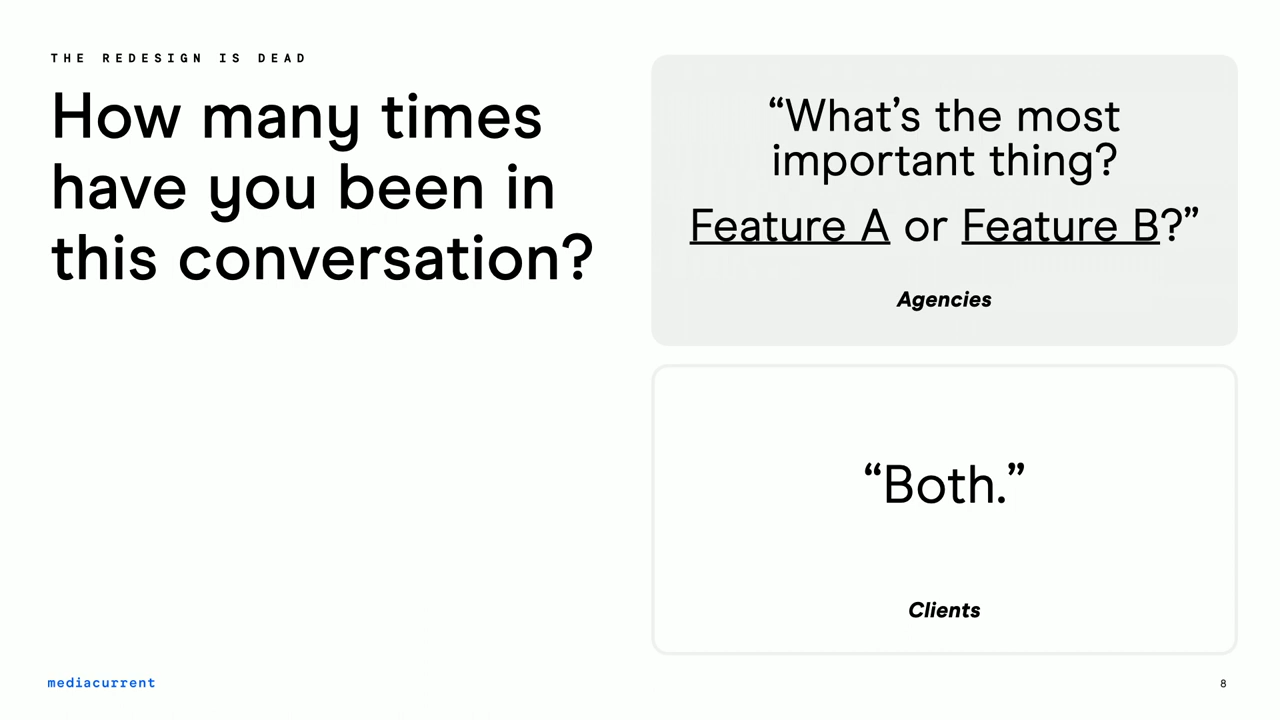 THE REDESIGN IS DEAD
How many times
have you been in
this conversation?
“What’s the most
important thing?
Feature A or Feature B?”
Agencies
“Both.”
Clients
mediacurrent
8